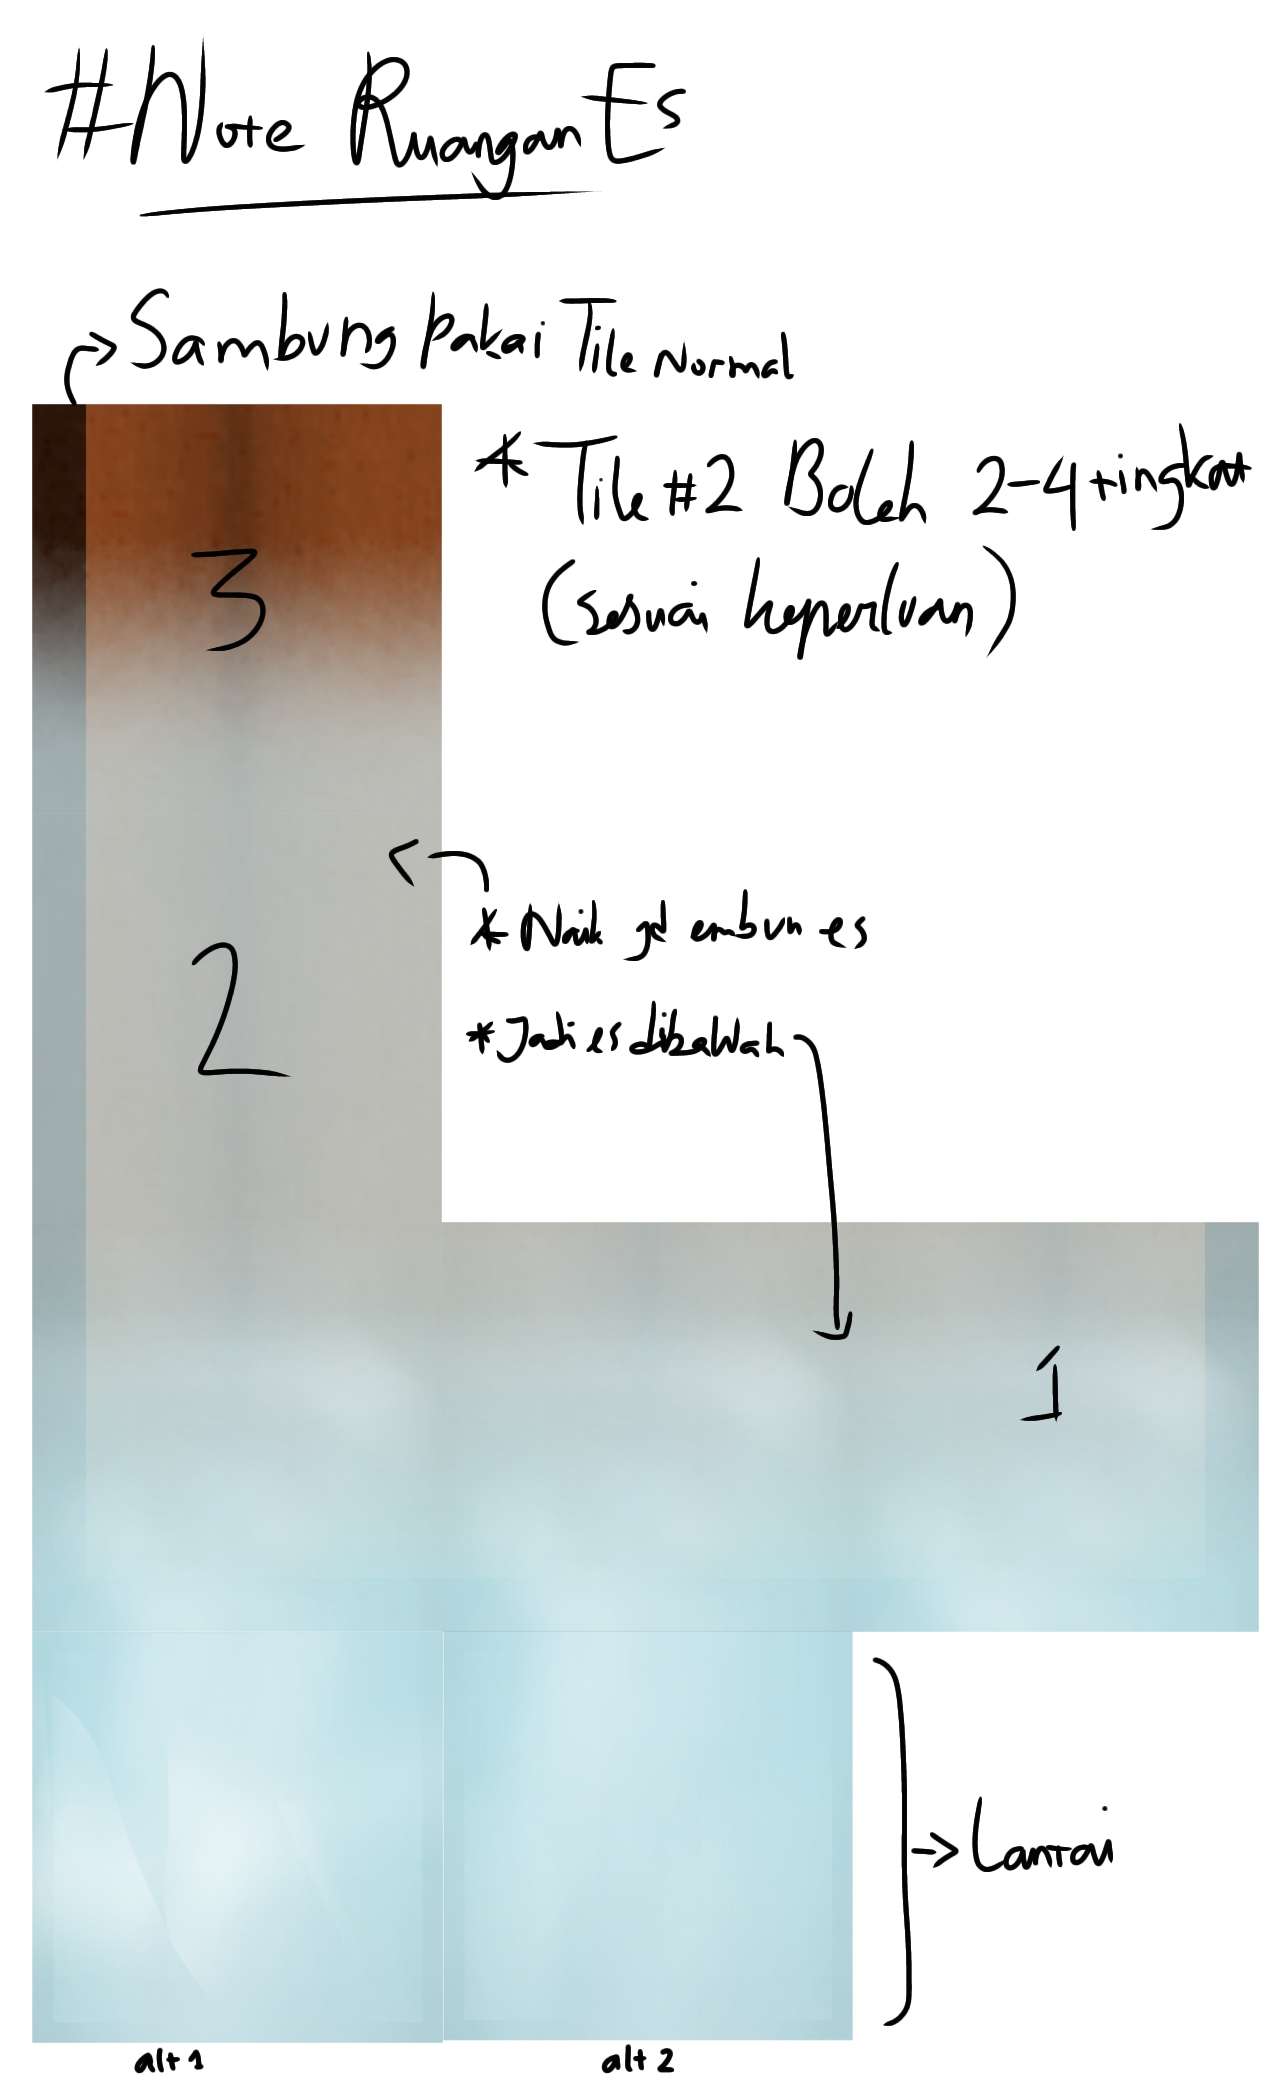 #Note Ruangan Es
Sambung pakai Tile Normal
* Tile #2 Boleh 2-4 tingkat
(sesuai keperluan)
3
* Naik jd embun es
2
* Jadi es dibawah
1
Lantai
alt 1
alt 2